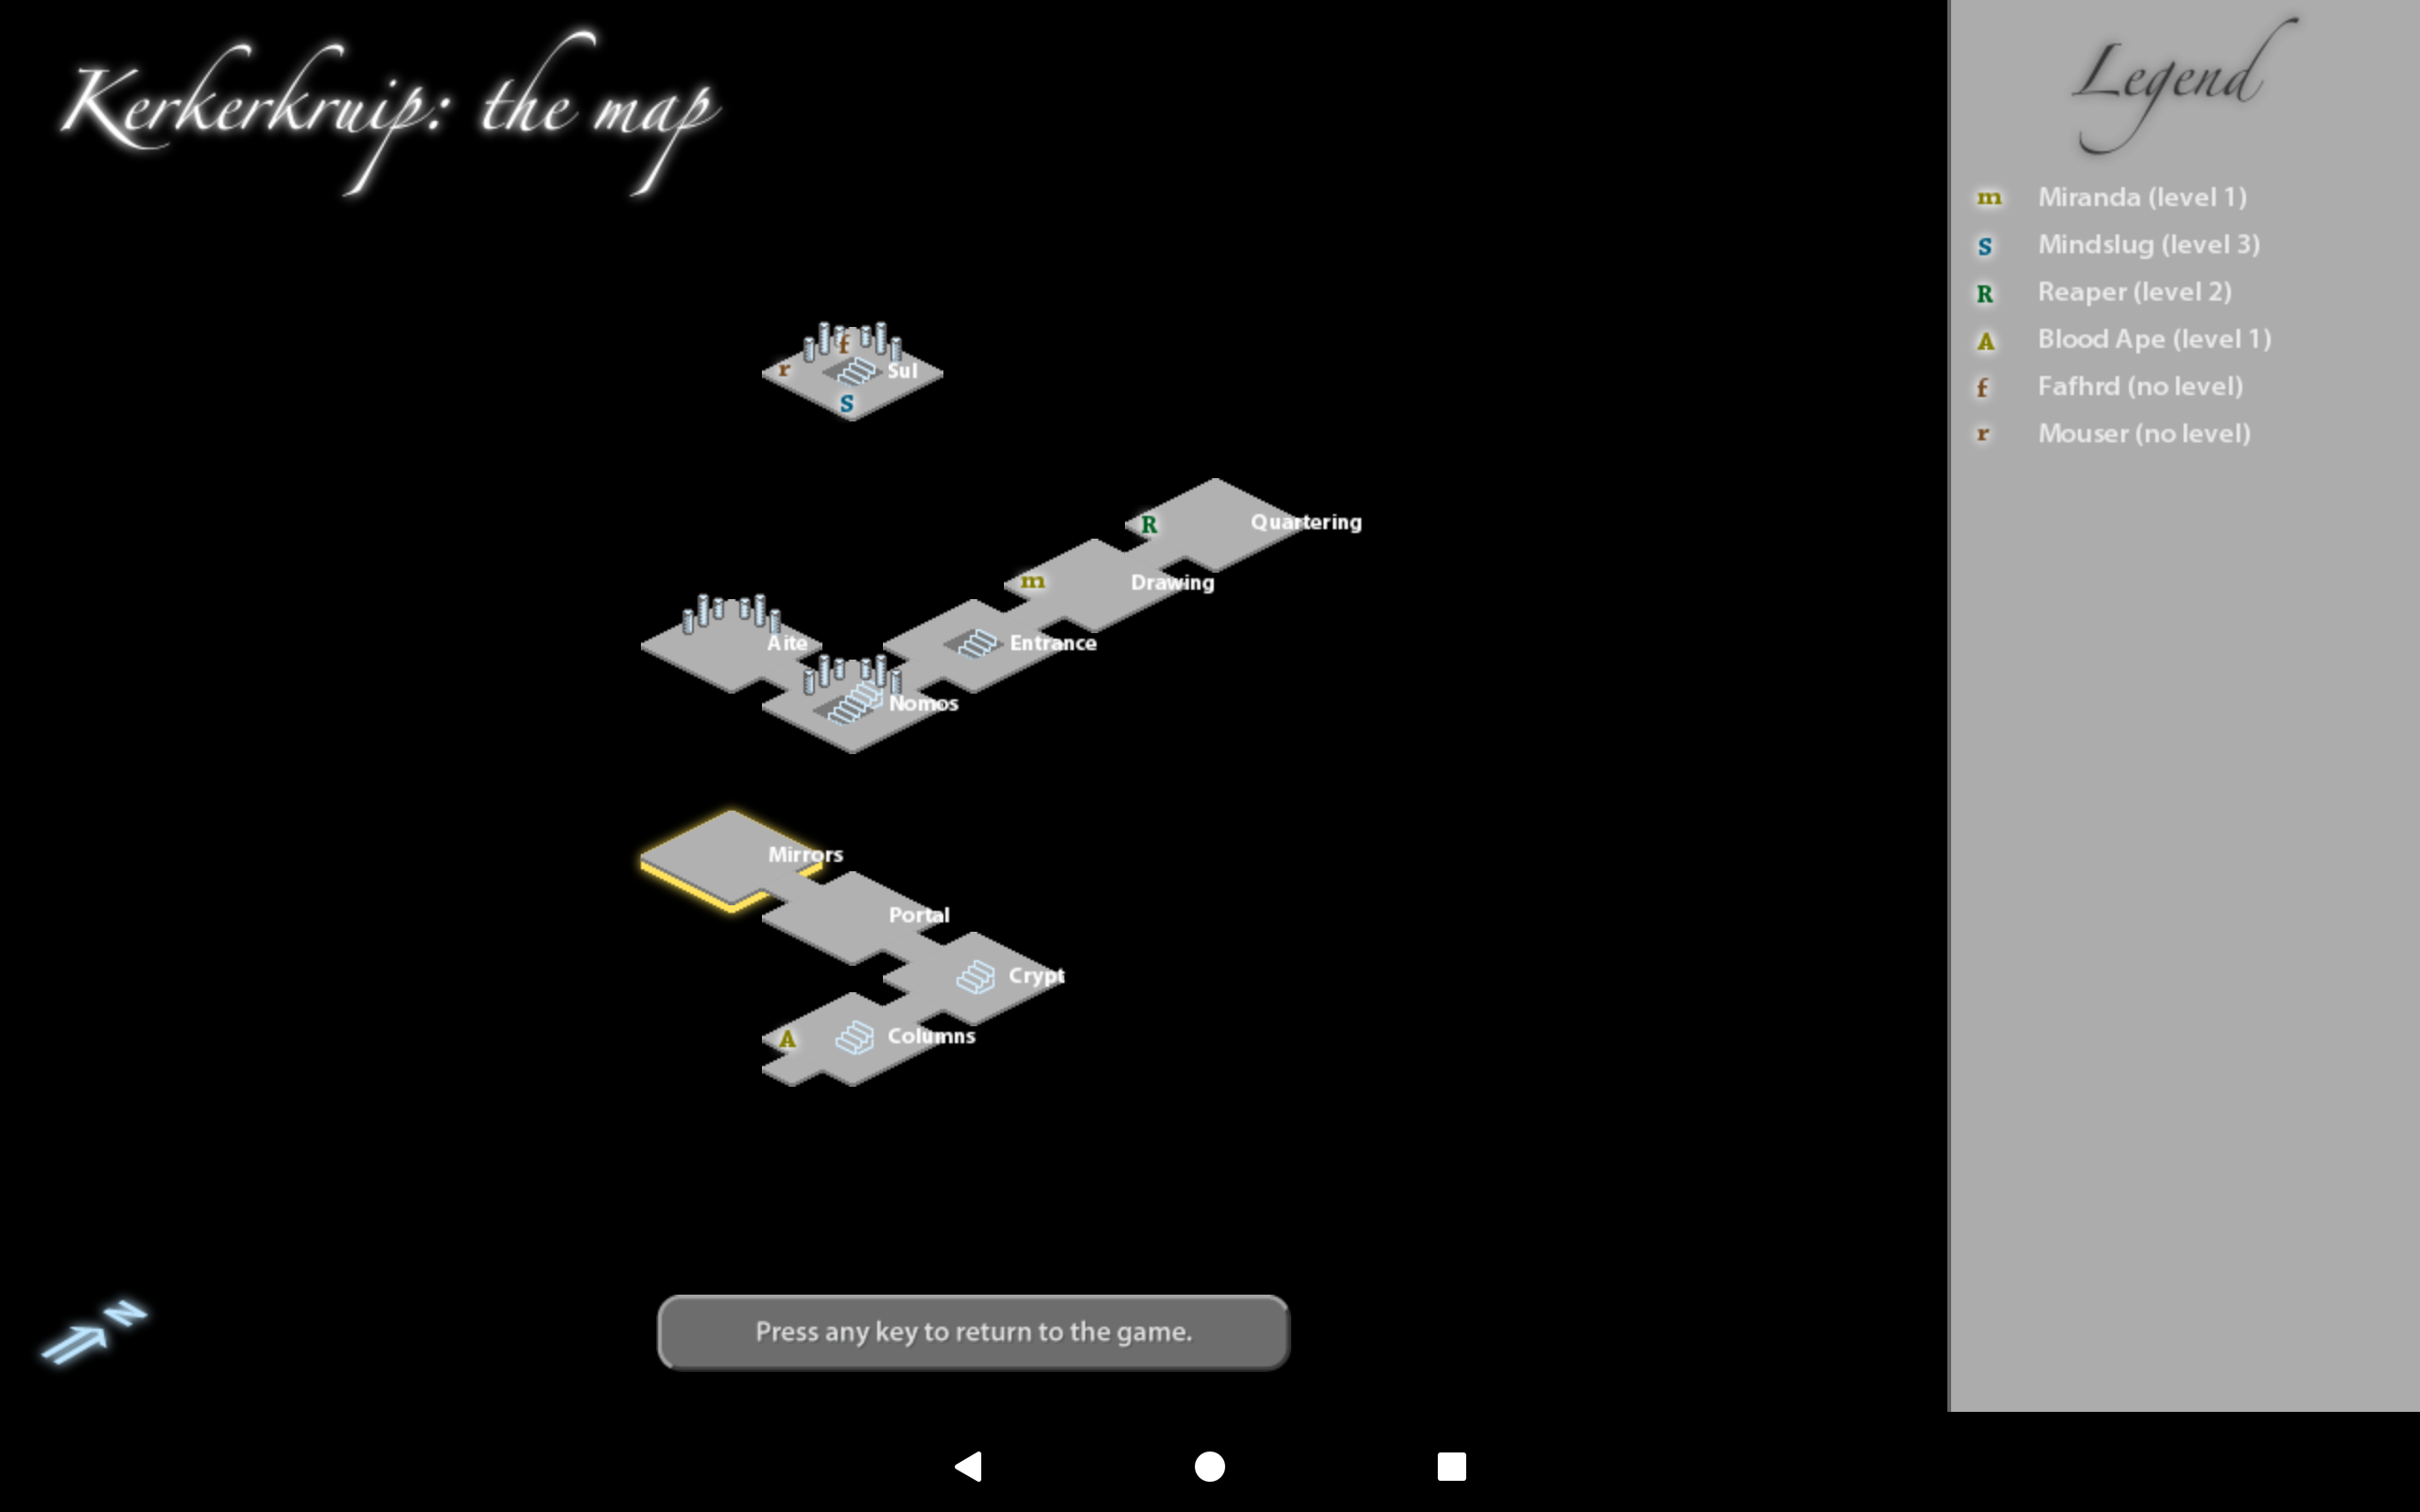 Kerkerkruip: the map
Legend
m Miranda (level 1)
S Mindslug (level 3)
R Reaper (level 2)
A Blood Ape (level 1)
f Fafhrd (no level)
r Mouser (no level)
f
r Sul
S
R Quartering
m Drawing
Aite Entrance
Nomos
Mirrors
Portal
Crypt
A Columns
N
Press any key to return to the game.